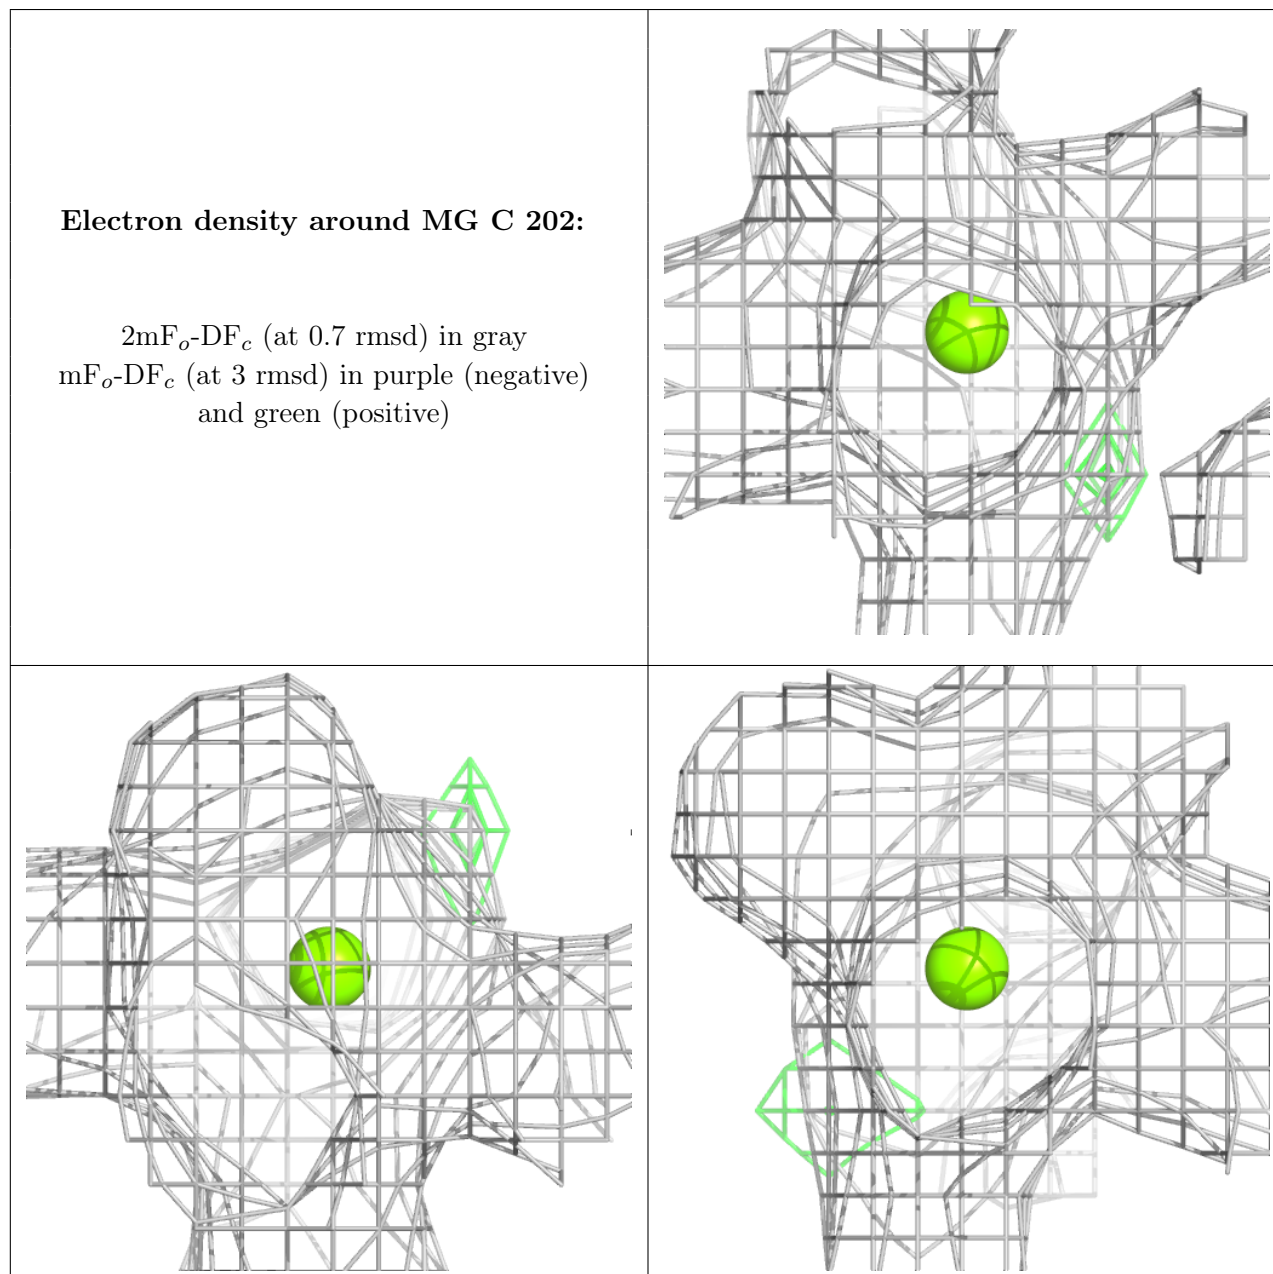 Electron density around MG C 202:
2mFo-DFc (at 0.7 rmsd) in gray
mFo-DFc (at 3 rmsd) in purple (negative)
and green (positive)